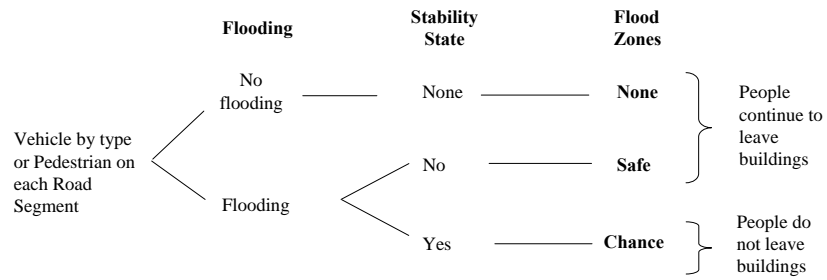 Flooding
Stability
State
Flood
Zones
No
flooding
None
None
People
continue to
leave
buildings
Vehicle by type
or Pedestrian on
each Road
Segment
No
Safe
Flooding
Yes
Chance
People do
not leave
buildings